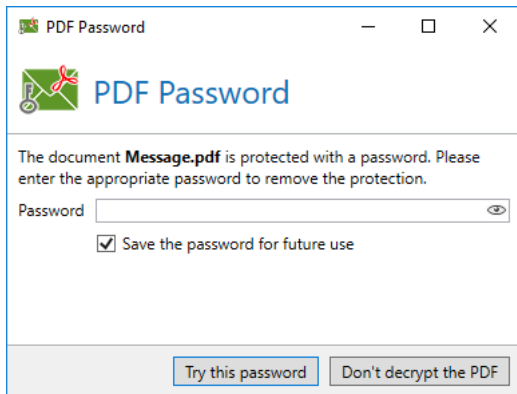 PDF Password
PDF Password
The document Message.pdf is protected with a password. Please
enter the appropriate password to remove the protection.
Password
Save the password for future use
Try this password
Don't decrypt the PDF